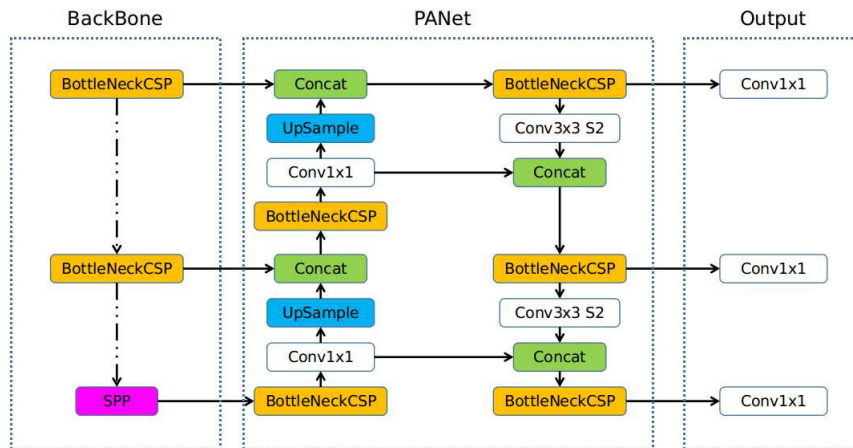 BackBone
PANet
Output
BottleNeckCSP
Concat
BottleNeckCSP
Conv1x1
UpSample
Conv3x3 S2
Conv1x1
Concat
BottleNeckCSP
BottleNeckCSP
Concat
BottleNeckCSP
Conv1x1
UpSample
Conv3x3 S2
Conv1x1
Concat
SPP
BottleNeckCSP
BottleNeckCSP
Conv1x1